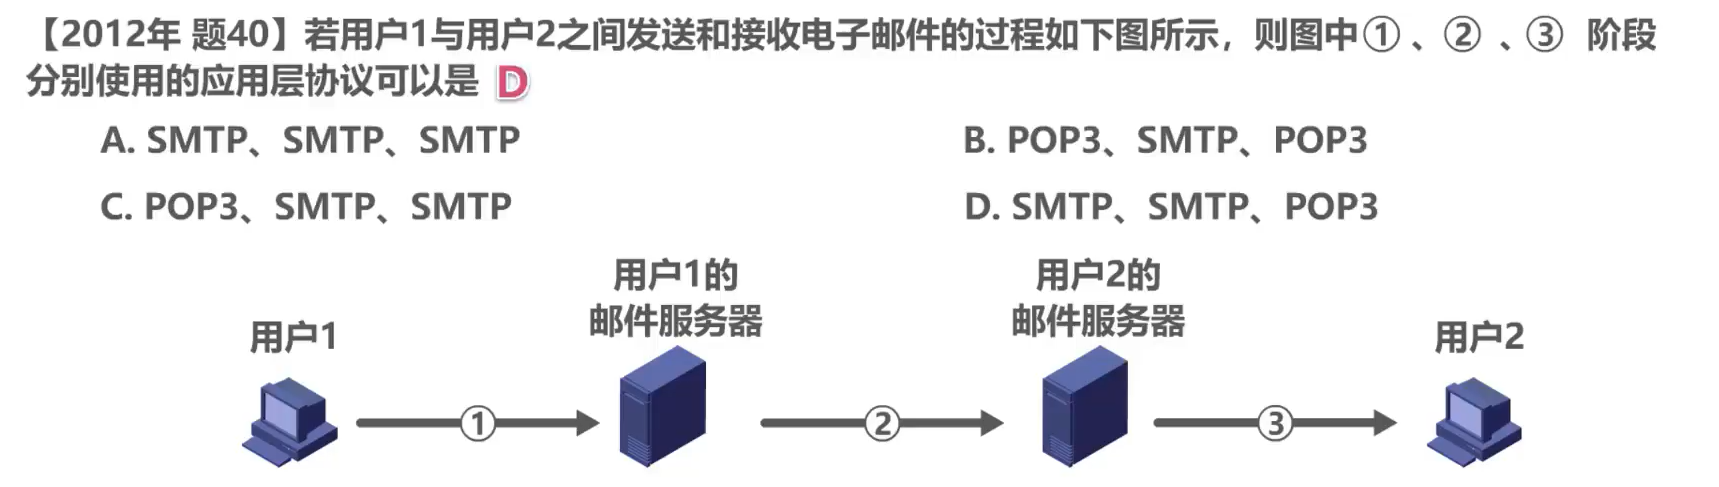 【2012年 题40】若用户1与用户2之间发送和接收电子邮件的过程如下图所示，则图中①、②、③ 阶段
分别使用的应用层协议可以是 D
A. SMTP、SMTP、SMTP
B. POP3、SMTP、POP3
C. POP3、SMTP、SMTP
D. SMTP、SMTP、POP3
用户1
用户1的
邮件服务器
用户2的
邮件服务器
用户2
①
②
③